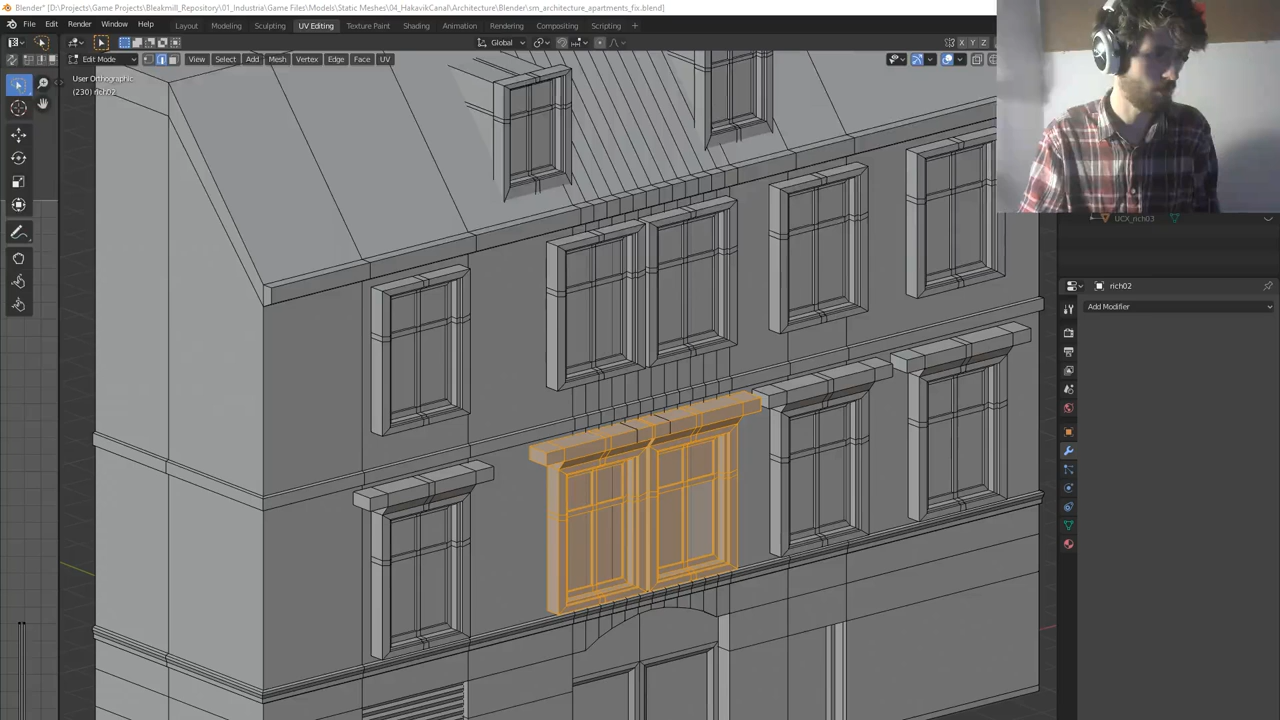 Blender* [D:\Projects\Game Projects\Bleakmill_Repository\01_Industria\Game Files\Models\Static Meshes\04_HakavikCanal\Architecture\Blender\sm_architecture_apartments_fix.blend]
File Edit Render Window Help
Layout Modeling Sculpting UV Editing Texture Paint Shading Animation Rendering Compositing Scripting
Global
X Y Z
Edit Mode
View Select Add Mesh Vertex Edge Face UV
User Orthographic
(230) rich02
UCX_rich03
rich02
Add Modifier